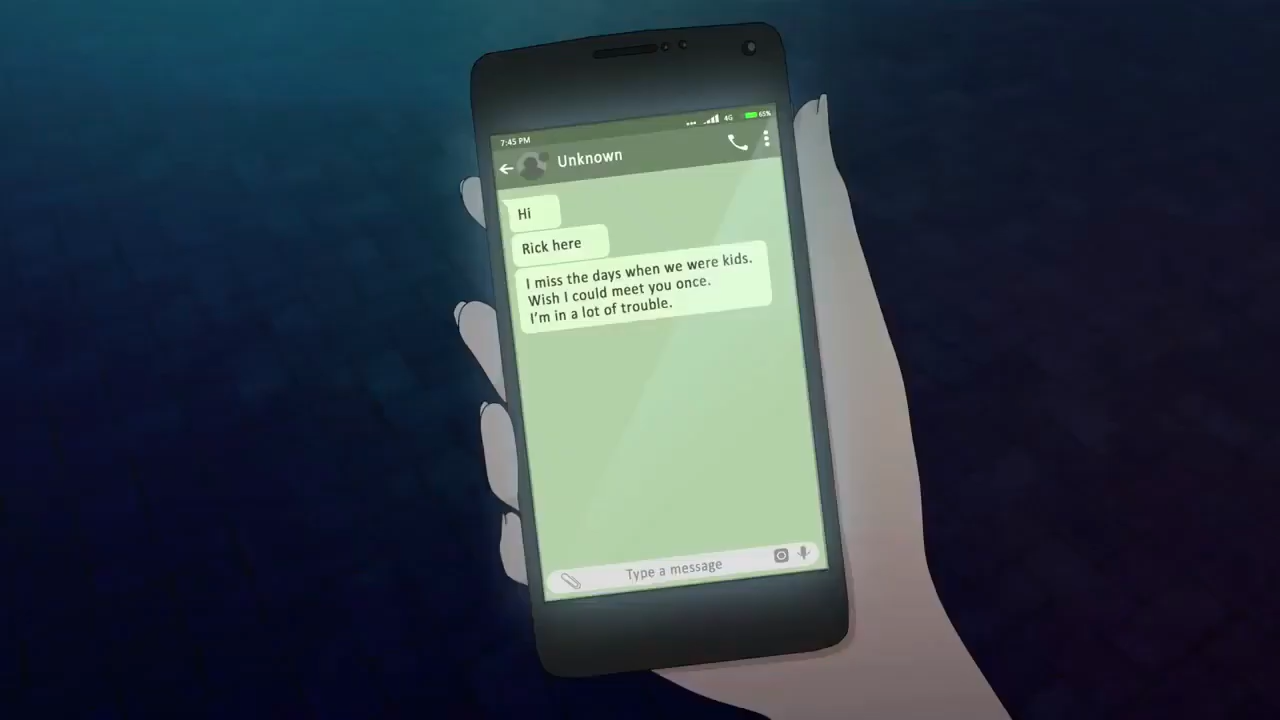 7:45 PM
4G
65%
Unknown
Hi
Rick here
I miss the days when we were kids.
Wish I could meet you once.
I'm in a lot of trouble.
Type a message